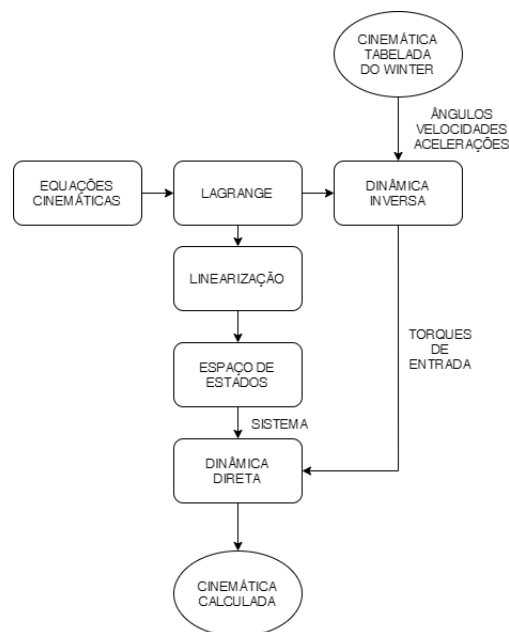 CINEMÁTICA
TABELADA
DO WINTER
ÂNGULOS
VELOCIDADES
ACELERAÇÕES
EQUAÇÕES
CINEMÁTICAS
LAGRANGE
DINÂMICA
INVERSA
LINEARIZAÇÃO
TORQUES
DE
ENTRADA
ESPAÇO DE
ESTADOS
SISTEMA
DINÂMICA
DIRETA
CINEMÁTICA
CALCULADA